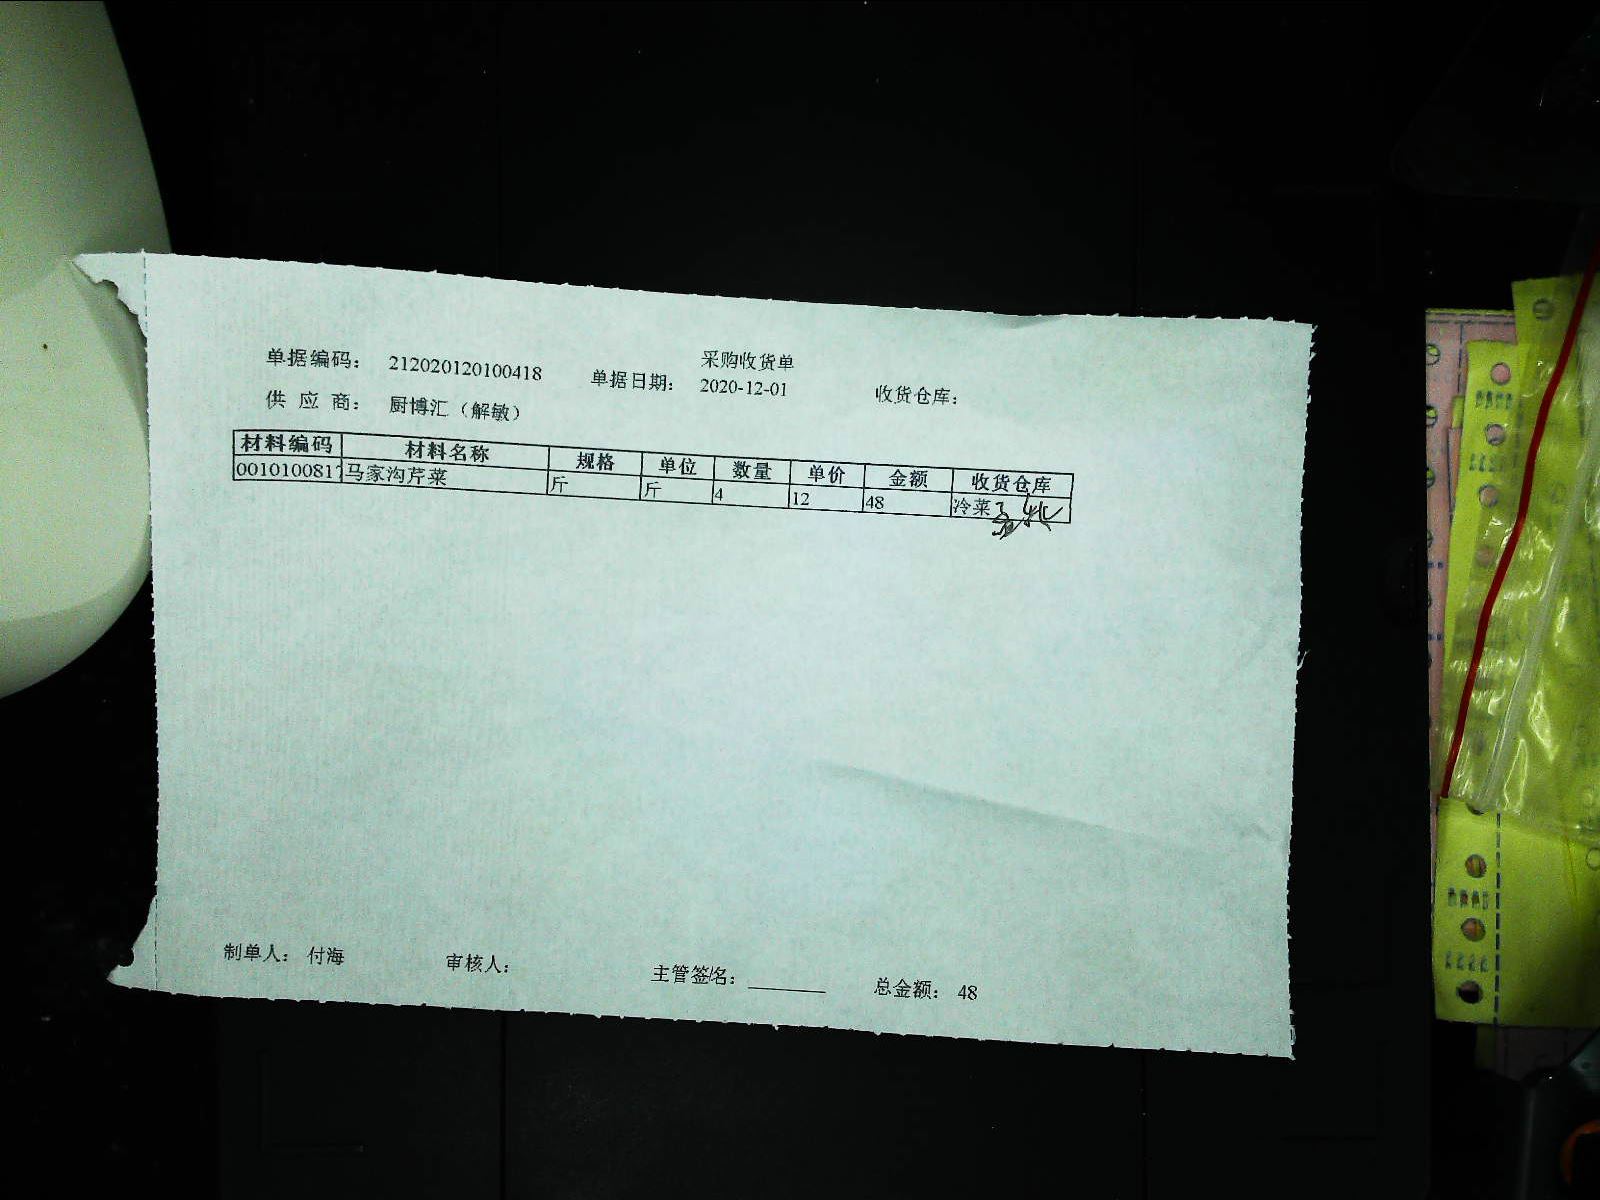 采购收货单
单据编码： 212020120100418 单据日期： 2020-12-01 收货仓库：
供 应 商： 厨博汇（解敏）
材料编码 材料名称 规格 单位 数量 单价 金额 收货仓库
0010100817 马家沟芹菜 斤 斤 4 12 48 冷菜
制单人： 付海 审核人： 主管签名：_______ 总金额： 48